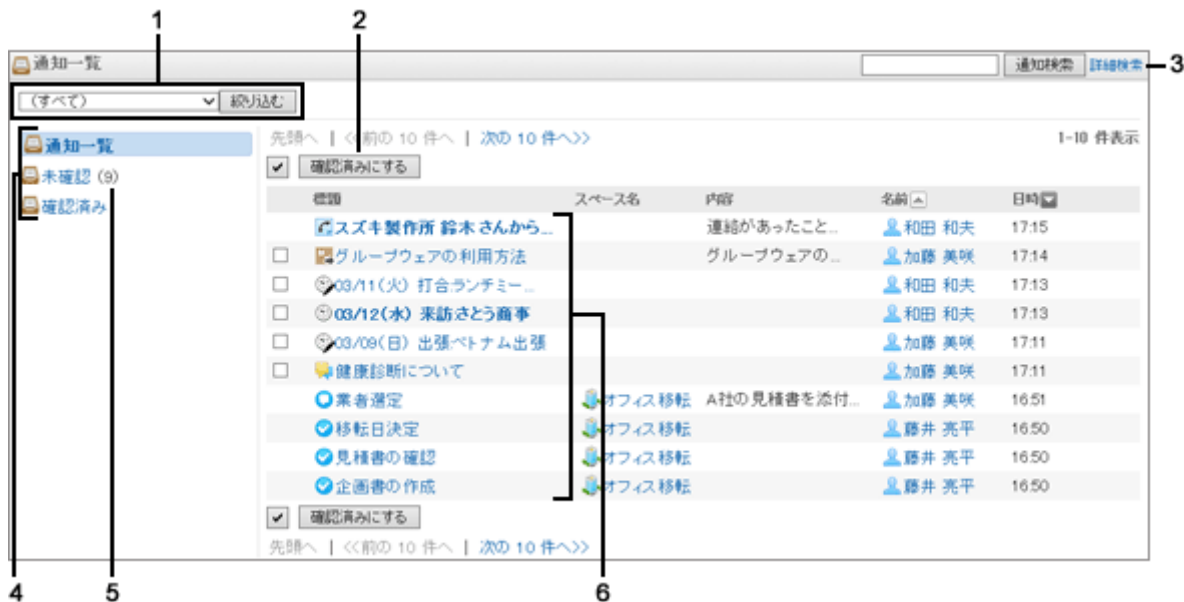 1 2
通知一覧 通知検索 詳細検索 3
(すべて) 絞り込む
通知一覧
未確認 (9)
確認済み
先頭へ | <<前の 10 件へ | 次の 10 件へ>> 1-10 件表示
確認済みにする
標題 スペース名 内容 名前 日時
スズキ製作所 鈴木さんから... 連絡があったこと... 和田 和夫 17:15
グループウェアの利用方法 グループウェアの... 加藤 美咲 17:14
03/11(火) 打合:ランチミー... 和田 和夫 17:13
03/12(水) 来訪:さとう商事 和田 和夫 17:13
03/09(日) 出張:ベトナム出張 加藤 美咲 17:11
健康診断について 加藤 美咲 17:11
業者選定 オフィス移転 A社の見積書を添付... 加藤 美咲 16:51
移転日決定 オフィス移転 藤井 亮平 16:50
見積書の確認 オフィス移転 藤井 亮平 16:50
企画書の作成 オフィス移転 藤井 亮平 16:50
確認済みにする
先頭へ | <<前の 10 件へ | 次の 10 件へ>>
4 5 6